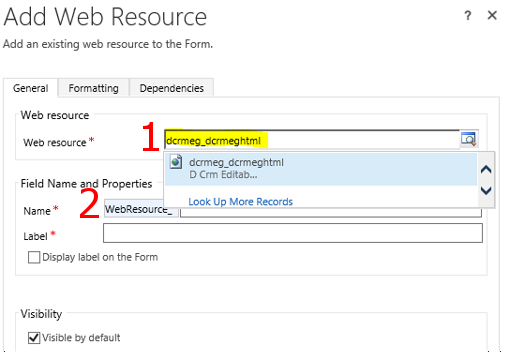 Add Web Resource
? ×
Add an existing web resource to the Form.
General Formatting Dependencies
Web resource
Web resource * 1 dcrmeg_dcrmeghtml
dcrmeg_dcrmeghtml
D Crm Editab...
Look Up More Records
Field Name and Properties
Name * 2 WebResource_
Label *
Display label on the Form
Visibility
Visible by default